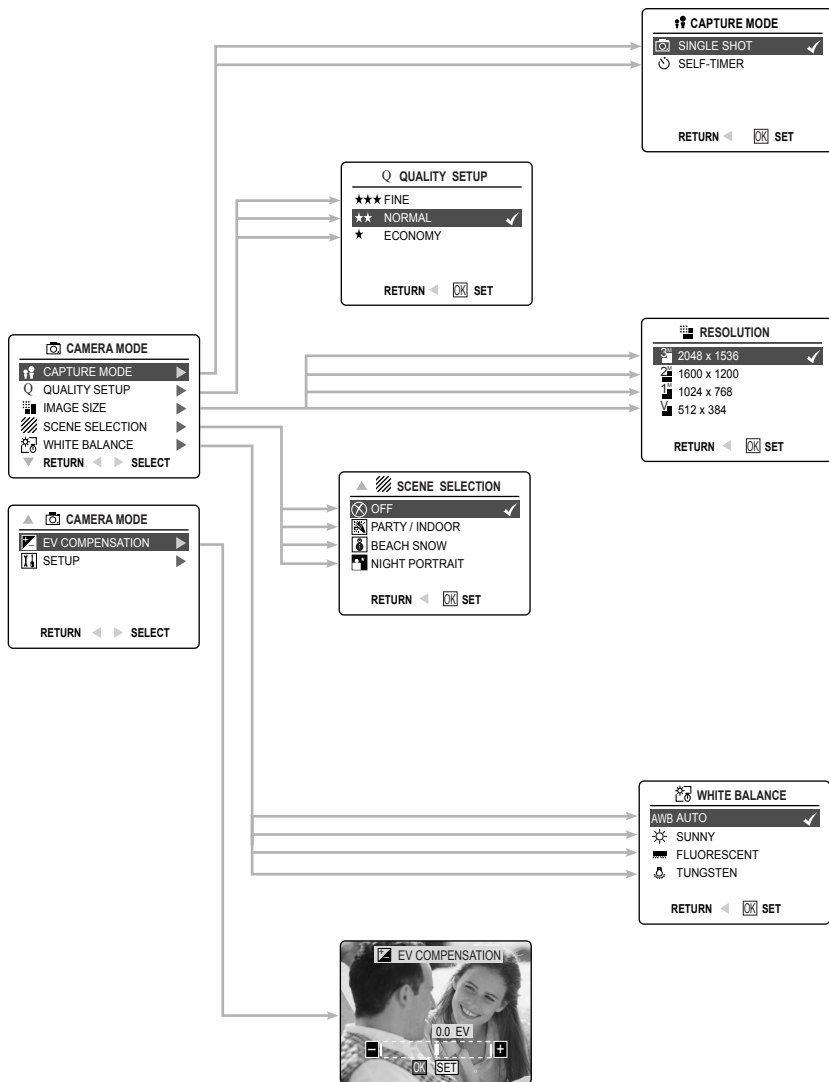 CAPTURE MODE
SINGLE SHOT
SELF-TIMER
RETURN OK SET
Q QUALITY SETUP
★★★ FINE
★★ NORMAL
★ ECONOMY
RETURN OK SET
CAMERA MODE
CAPTURE MODE
Q QUALITY SETUP
IMAGE SIZE
SCENE SELECTION
WHITE BALANCE
RETURN SELECT
RESOLUTION
3M 2048 x 1536
2M 1600 x 1200
1M 1024 x 768
V 512 x 384
RETURN OK SET
SCENE SELECTION
OFF
PARTY / INDOOR
BEACH SNOW
NIGHT PORTRAIT
RETURN OK SET
CAMERA MODE
EV COMPENSATION
SETUP
RETURN SELECT
WHITE BALANCE
AWB AUTO
SUNNY
FLUORESCENT
TUNGSTEN
RETURN OK SET
EV COMPENSATION
0.0 EV
OK SET